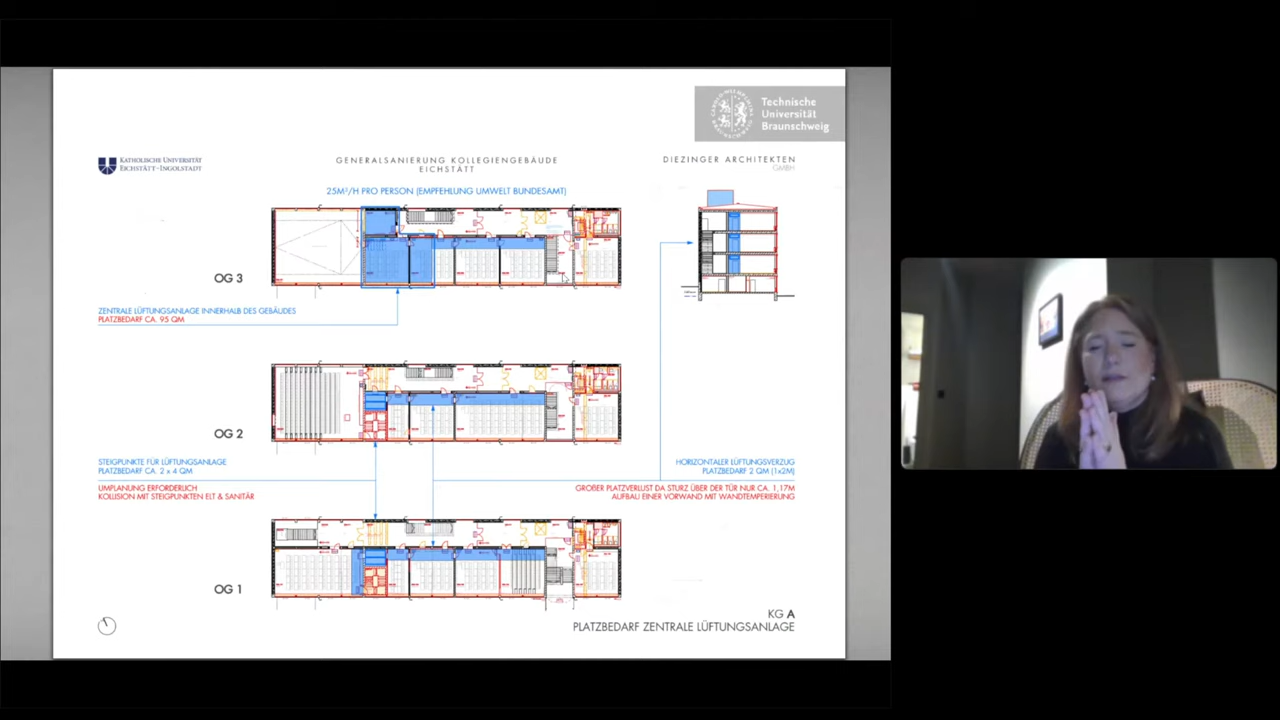 Technische
Universität
Braunschweig
KATHOLISCHE UNIVERSITÄT
EICHSTÄTT-INGOLSTADT
GENERALSANIERUNG KOLLEGIENGEBÄUDE
EICHSTÄTT
DIEZINGER ARCHITEKTEN
GMBH
25M³/H PRO PERSON (EMPFEHLUNG UMWELT BUNDESAMT)
OG 3
ZENTRALE LÜFTUNGSANLAGE INNERHALB DES GEBÄUDES
PLATZBEDARF CA. 95 QM
OG 2
STEIGPUNKTE FÜR LÜFTUNGSANLAGE
PLATZBEDARF CA. 2 x 4 QM
UMPLANUNG ERFORDERLICH
KOLLISION MIT STEIGPUNKTEN ELT & SANITÄR
HORIZONTALER LÜFTUNGSVERZUG
PLATZBEDARF 2 QM (1x2M)
GROßER PLATZVERLUST DA STURZ ÜBER DER TÜR NUR CA. 1,17M
AUFBAU EINER VORWAND MIT WANDTEMPERIERUNG
OG 1
KG A
PLATZBEDARF ZENTRALE LÜFTUNGSANLAGE